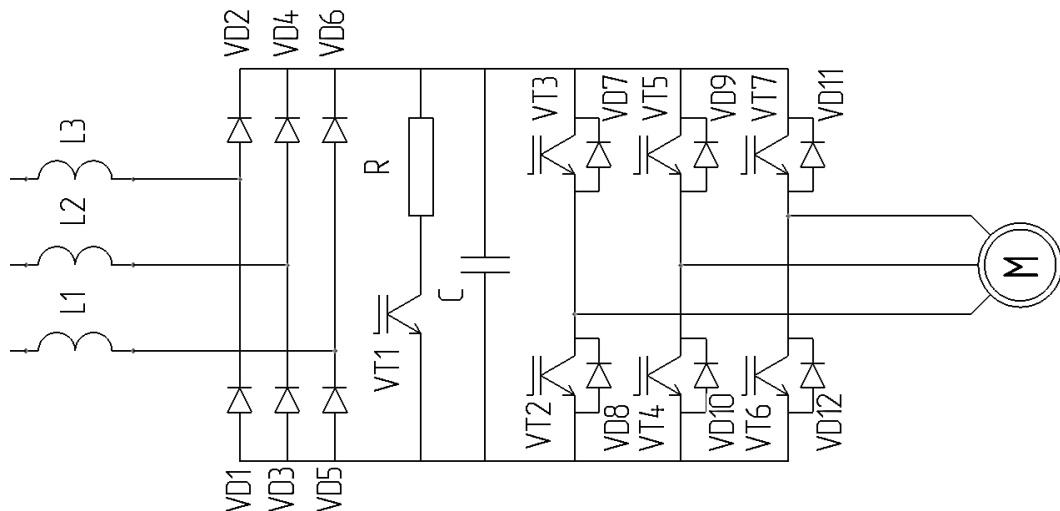 VD2
VD4
VD6
L3
L2
L1
VD1
VD3
VD5
R
VT1
C
VT3
VD7
VT5
VD9
VT7
VD11
VT2
VD8
VT4
VD10
VT6
VD12
M